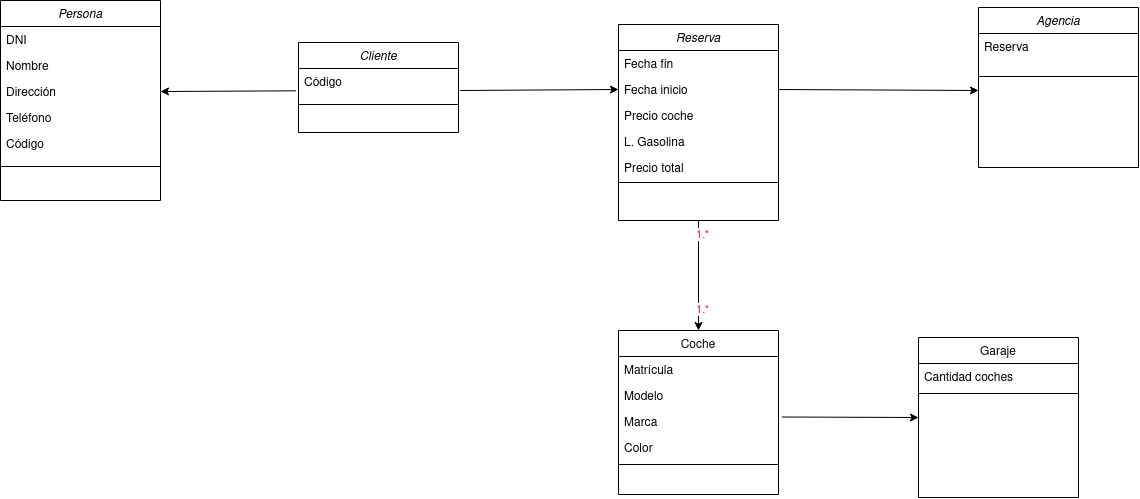 Persona
DNI
Nombre
Dirección
Teléfono
Código
Cliente
Código
Reserva
Fecha fin
Fecha inicio
Precio coche
L. Gasolina
Precio total
Agencia
Reserva
1.*
1.*
Coche
Matrícula
Modelo
Marca
Color
Garaje
Cantidad coches